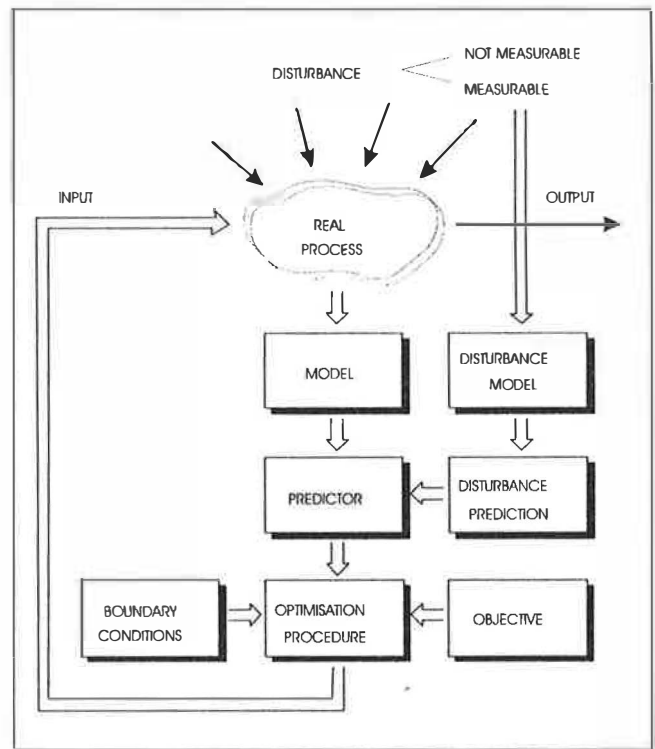 NOT MEASURABLE
DISTURBANCE
MEASURABLE
INPUT
OUTPUT
REAL
PROCESS
MODEL
DISTURBANCE
MODEL
PREDICTOR
DISTURBANCE
PREDICTION
BOUNDARY
CONDITIONS
OPTIMISATION
PROCEDURE
OBJECTIVE